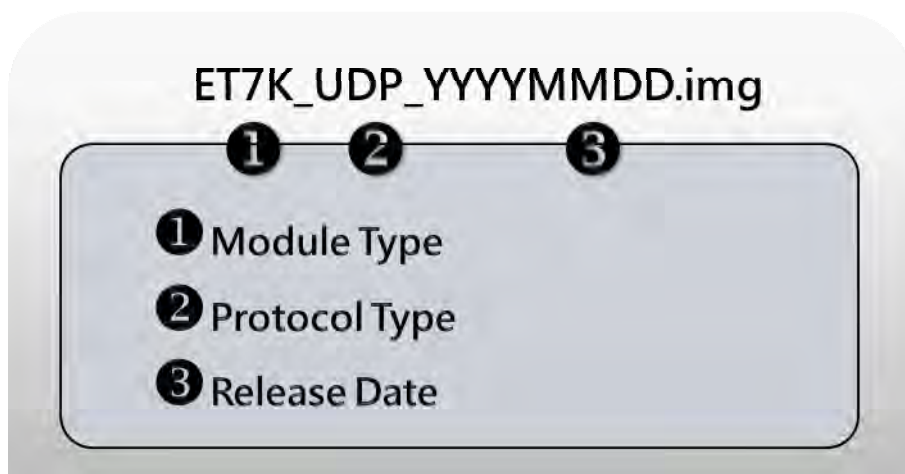 ET7K_UDP_YYYYMMDD.img
1 2 3
1 Module Type
2 Protocol Type
3 Release Date